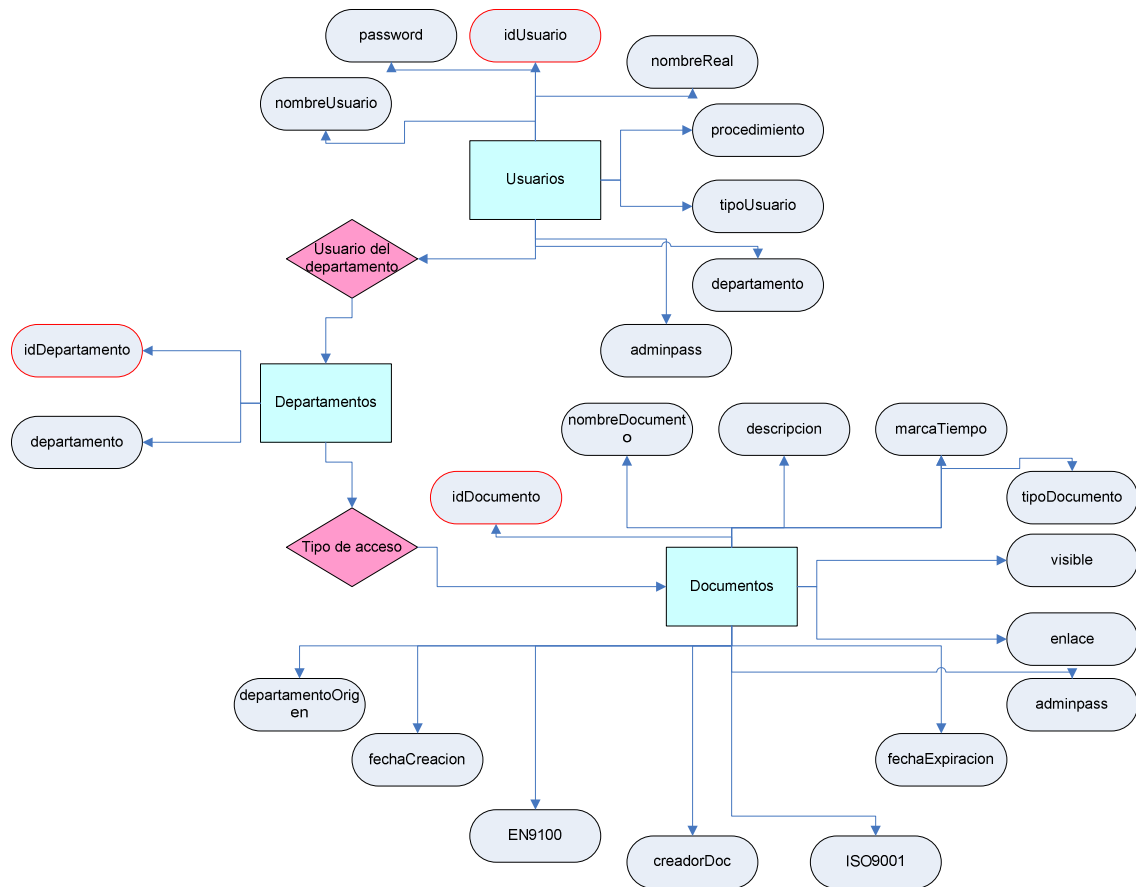 password
idUsuario
nombreReal
nombreUsuario
procedimiento
Usuarios
tipoUsuario
Usuario del
departamento
departamento
idDepartamento
adminpass
Departamentos
departamento
nombreDocument
o
descripcion
marcaTiempo
idDocumento
tipoDocumento
Tipo de acceso
visible
Documentos
enlace
departamentoOrig
en
adminpass
fechaCreacion
fechaExpiracion
EN9100
creadorDoc
ISO9001